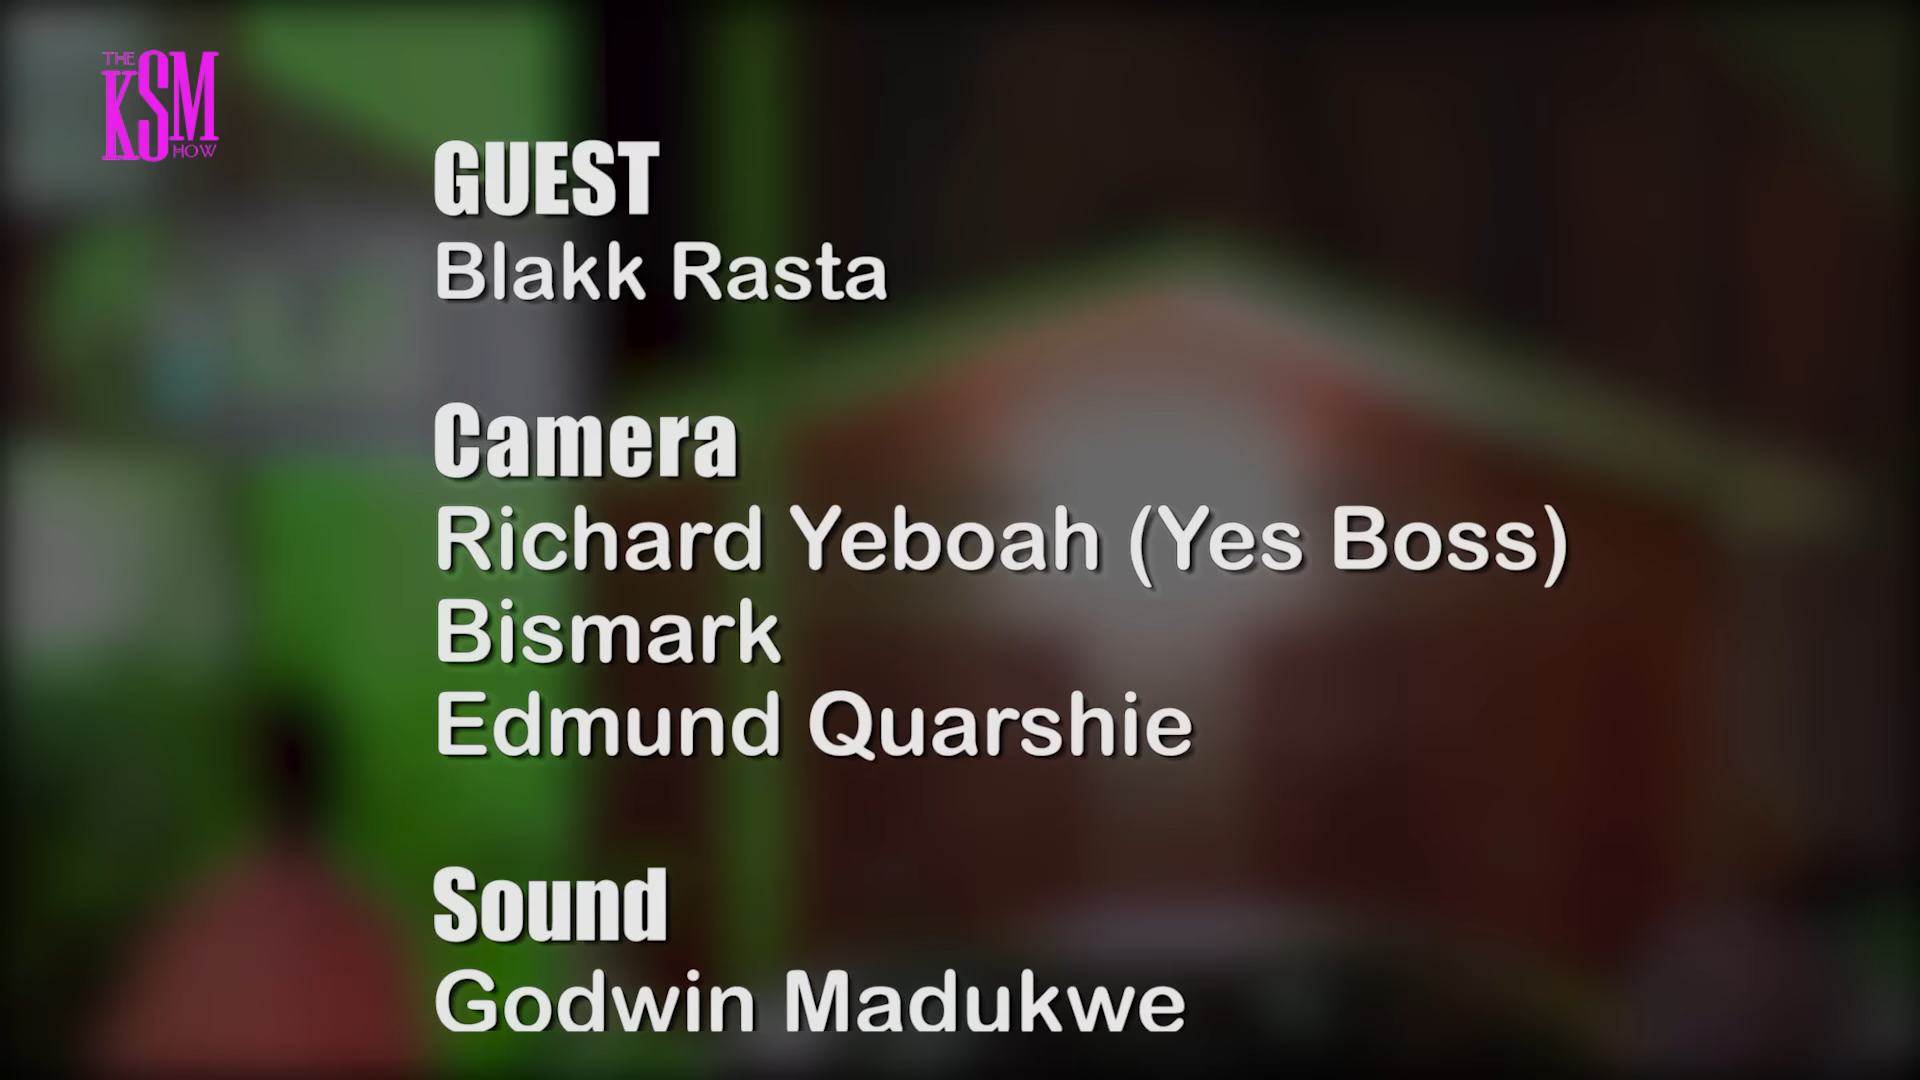 THE
KSM
SHOW
GUEST
Blakk Rasta
Camera
Richard Yeboah (Yes Boss)
Bismark
Edmund Quarshie
Sound
Godwin Madukwe